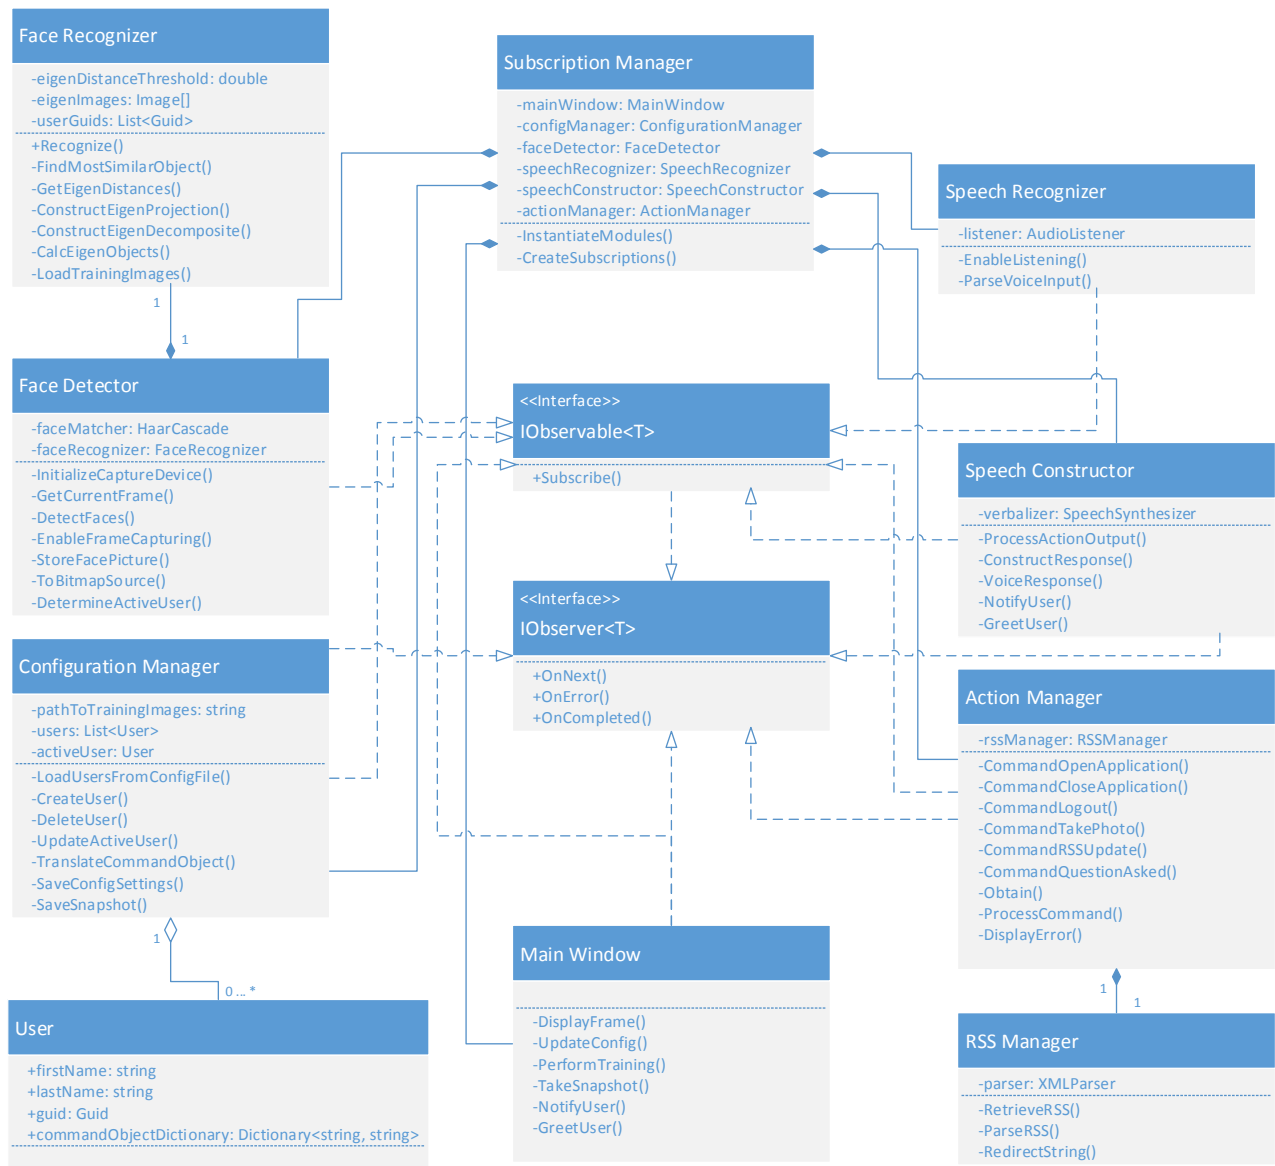 Face Recognizer
-eigenDistanceThreshold: double
-eigenImages: Image[]
-userGuids: List<Guid>
+Recognize()
-FindMostSimilarObject()
-GetEigenDistances()
-ConstructEigenProjection()
-ConstructEigenDecomposite()
-CalcEigenObjects()
-LoadTrainingImages()
1
1
Subscription Manager
-mainWindow: MainWindow
-configManager: ConfigurationManager
-faceDetector: FaceDetector
-speechRecognizer: SpeechRecognizer
-speechConstructor: SpeechConstructor
-actionManager: ActionManager
-InstantiateModules()
-CreateSubscriptions()
Speech Recognizer
-listener: AudioListener
-EnableListening()
-ParseVoiceInput()
Face Detector
-faceMatcher: HaarCascade
-faceRecognizer: FaceRecognizer
-InitializeCaptureDevice()
-GetCurrentFrame()
-DetectFaces()
-EnableFrameCapturing()
-StoreFacePicture()
-ToBitmapSource()
-DetermineActiveUser()
<<Interface>>
IObservable<T>
+Subscribe()
Speech Constructor
-verbalizer: SpeechSynthesizer
-ProcessActionOutput()
-ConstructResponse()
-VoiceResponse()
-NotifyUser()
-GreetUser()
<<Interface>>
IObserver<T>
+OnNext()
+OnError()
+OnCompleted()
Configuration Manager
-pathToTrainingImages: string
-users: List<User>
-activeUser: User
-LoadUsersFromConfigFile()
-CreateUser()
-DeleteUser()
-UpdateActiveUser()
-TranslateCommandObject()
-SaveConfigSettings()
-SaveSnapshot()
1
0 ... *
Action Manager
-rssManager: RSSManager
-CommandOpenApplication()
-CommandCloseApplication()
-CommandLogout()
-CommandTakePhoto()
-CommandRSSUpdate()
-CommandQuestionAsked()
-Obtain()
-ProcessCommand()
-DisplayError()
1
1
User
+firstName: string
+lastName: string
+guid: Guid
+commandObjectDictionary: Dictionary<string, string>
Main Window
-DisplayFrame()
-UpdateConfig()
-PerformTraining()
-TakeSnapshot()
-NotifyUser()
-GreetUser()
RSS Manager
-parser: XMLParser
-RetrieveRSS()
-ParseRSS()
-RedirectString()